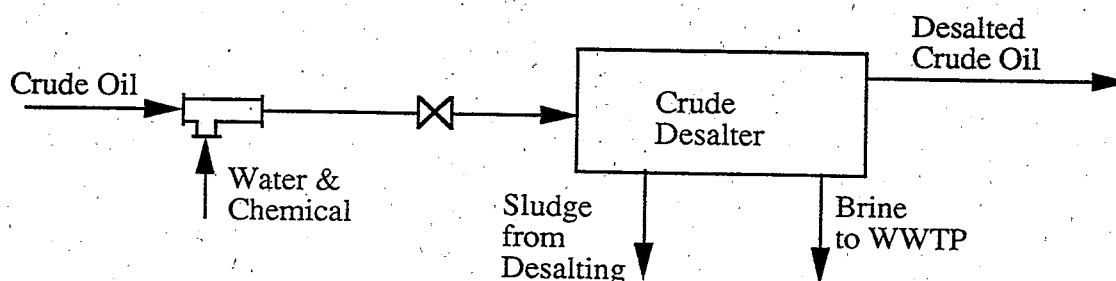 Crude Oil
Water &
Chemical
Crude
Desalter
Desalted
Crude Oil
Sludge
from
Desalting
Brine
to WWTP